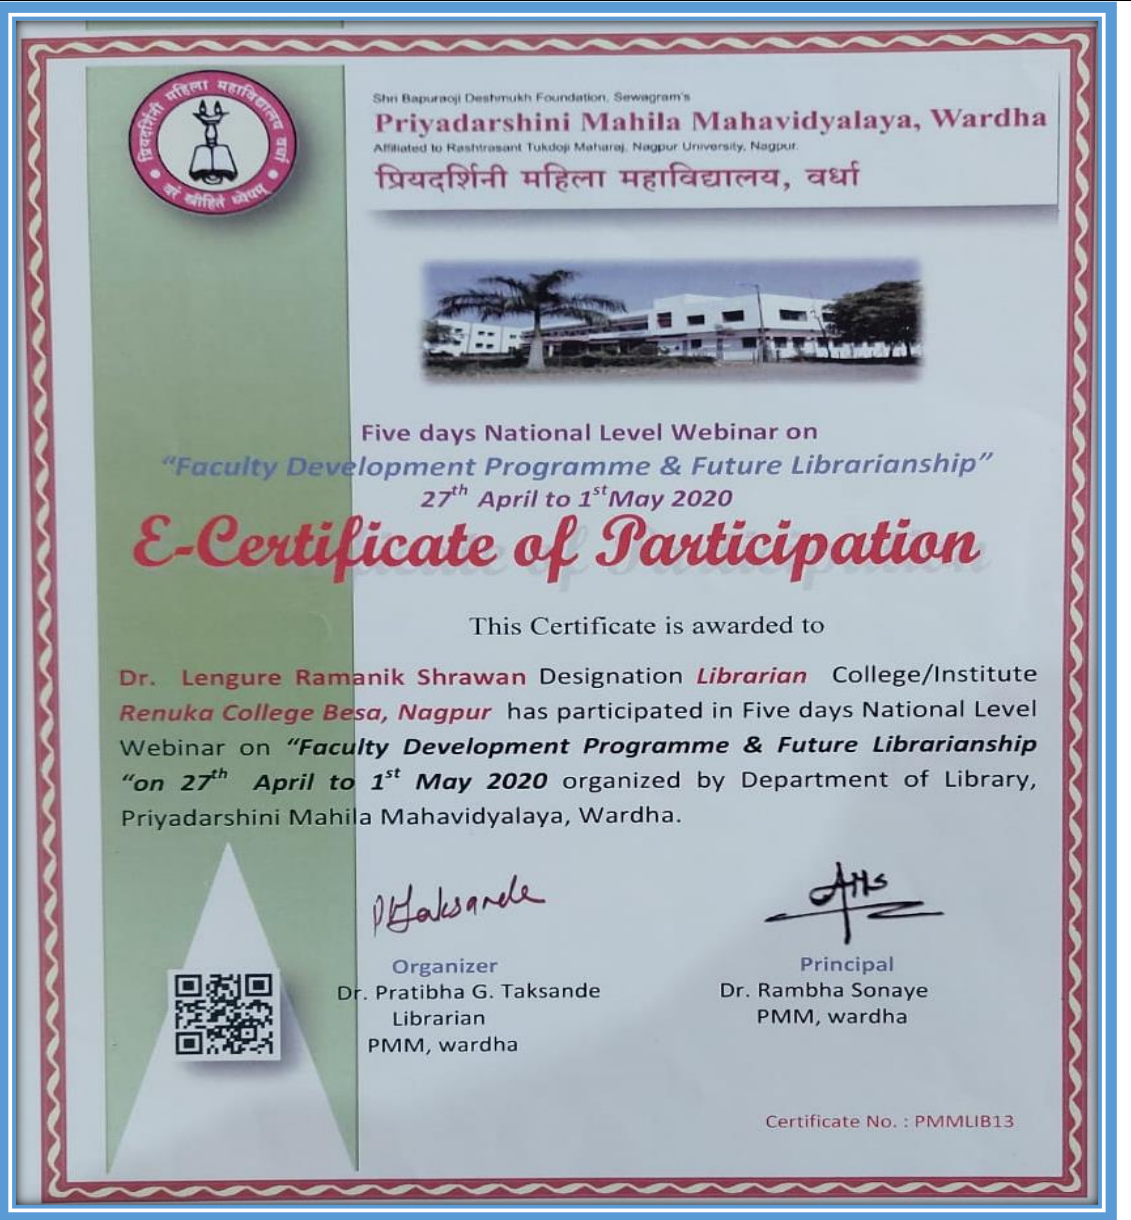 प्रियदर्शिनी महिला महाविद्यालय वर्धा
Shri Bapuraoji Deshmukh Foundation, Sewagram's
Priyadarshini Mahila Mahavidyalaya, Wardha
Affiliated to Rashtrasant Tukdoji Maharaj, Nagpur University, Nagpur.
प्रियदर्शिनी महिला महाविद्यालय, वर्धा
Five days National Level Webinar on
“Faculty Development Programme & Future Librarianship”
27th April to 1st May 2020
E-Certificate of Participation
This Certificate is awarded to
Dr. Lengure Ramanik Shrawan Designation Librarian College/Institute
Renuka College Besa, Nagpur has participated in Five days National Level
Webinar on “Faculty Development Programme & Future Librarianship
“on 27th April to 1st May 2020 organized by Department of Library,
Priyadarshini Mahila Mahavidyalaya, Wardha.
Organizer
Dr. Pratibha G. Taksande
Librarian
PMM, wardha
Principal
Dr. Rambha Sonaye
PMM, wardha
Certificate No. : PMMLIB13